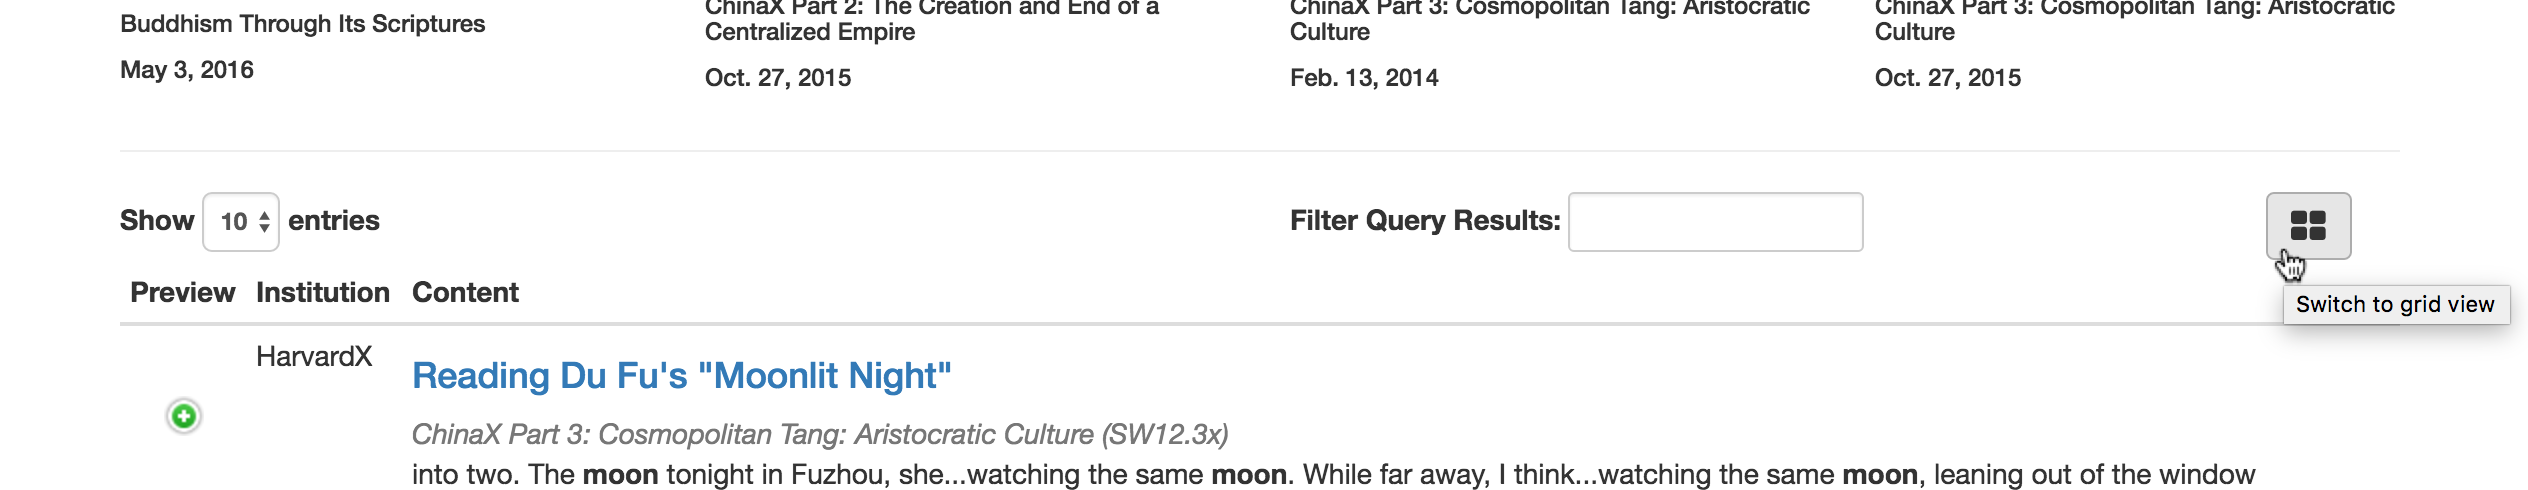 Buddhism Through Its Scriptures
May 3, 2016
ChinaX Part 2: The Creation and End of a
Centralized Empire
Oct. 27, 2015
ChinaX Part 3: Cosmopolitan Tang: Aristocratic
Culture
Feb. 13, 2014
ChinaX Part 3: Cosmopolitan Tang: Aristocratic
Culture
Oct. 27, 2015
Show 10 entries
Filter Query Results:
Switch to grid view
Preview Institution Content
HarvardX
Reading Du Fu's "Moonlit Night"
ChinaX Part 3: Cosmopolitan Tang: Aristocratic Culture (SW12.3x)
into two. The moon tonight in Fuzhou, she...watching the same moon. While far away, I think...watching the same moon, leaning out of the window